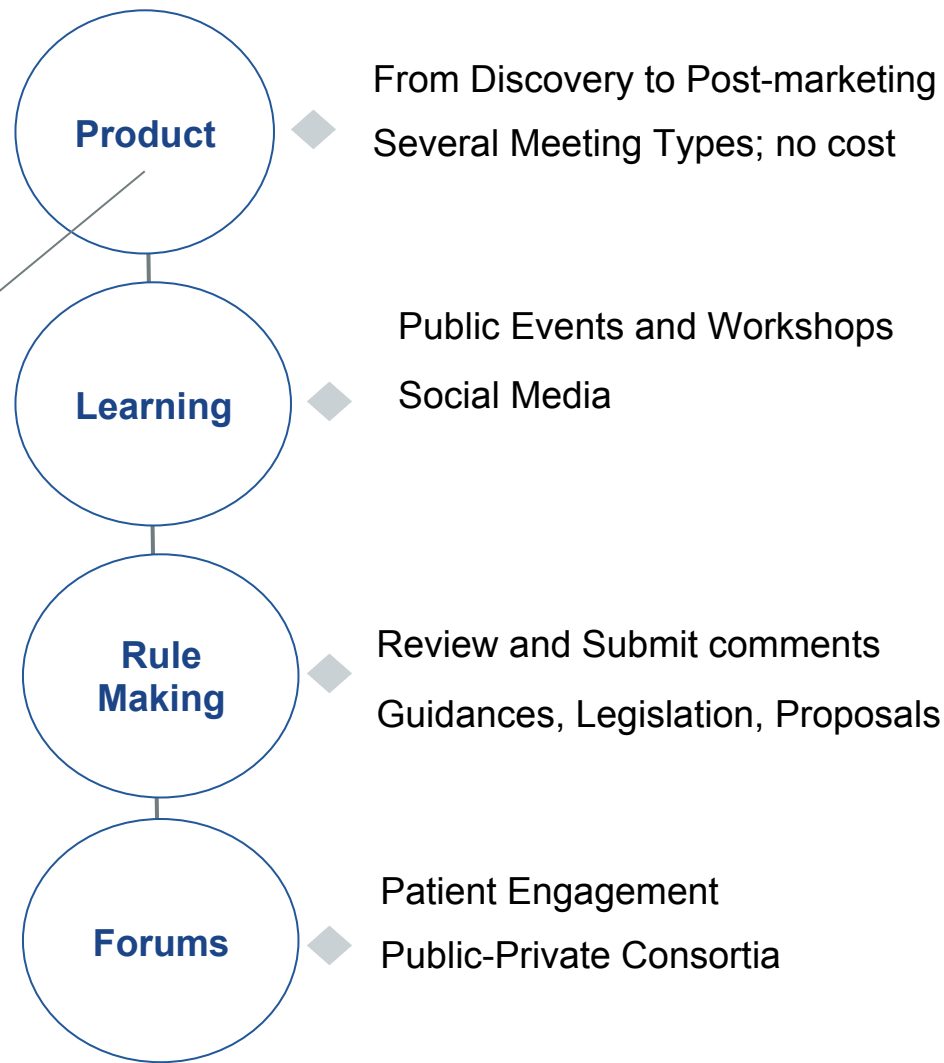 Product
From Discovery to Post-marketing
Several Meeting Types; no cost
Learning
Public Events and Workshops
Social Media
Rule
Making
Review and Submit comments
Guidances, Legislation, Proposals
Forums
Patient Engagement
Public-Private Consortia